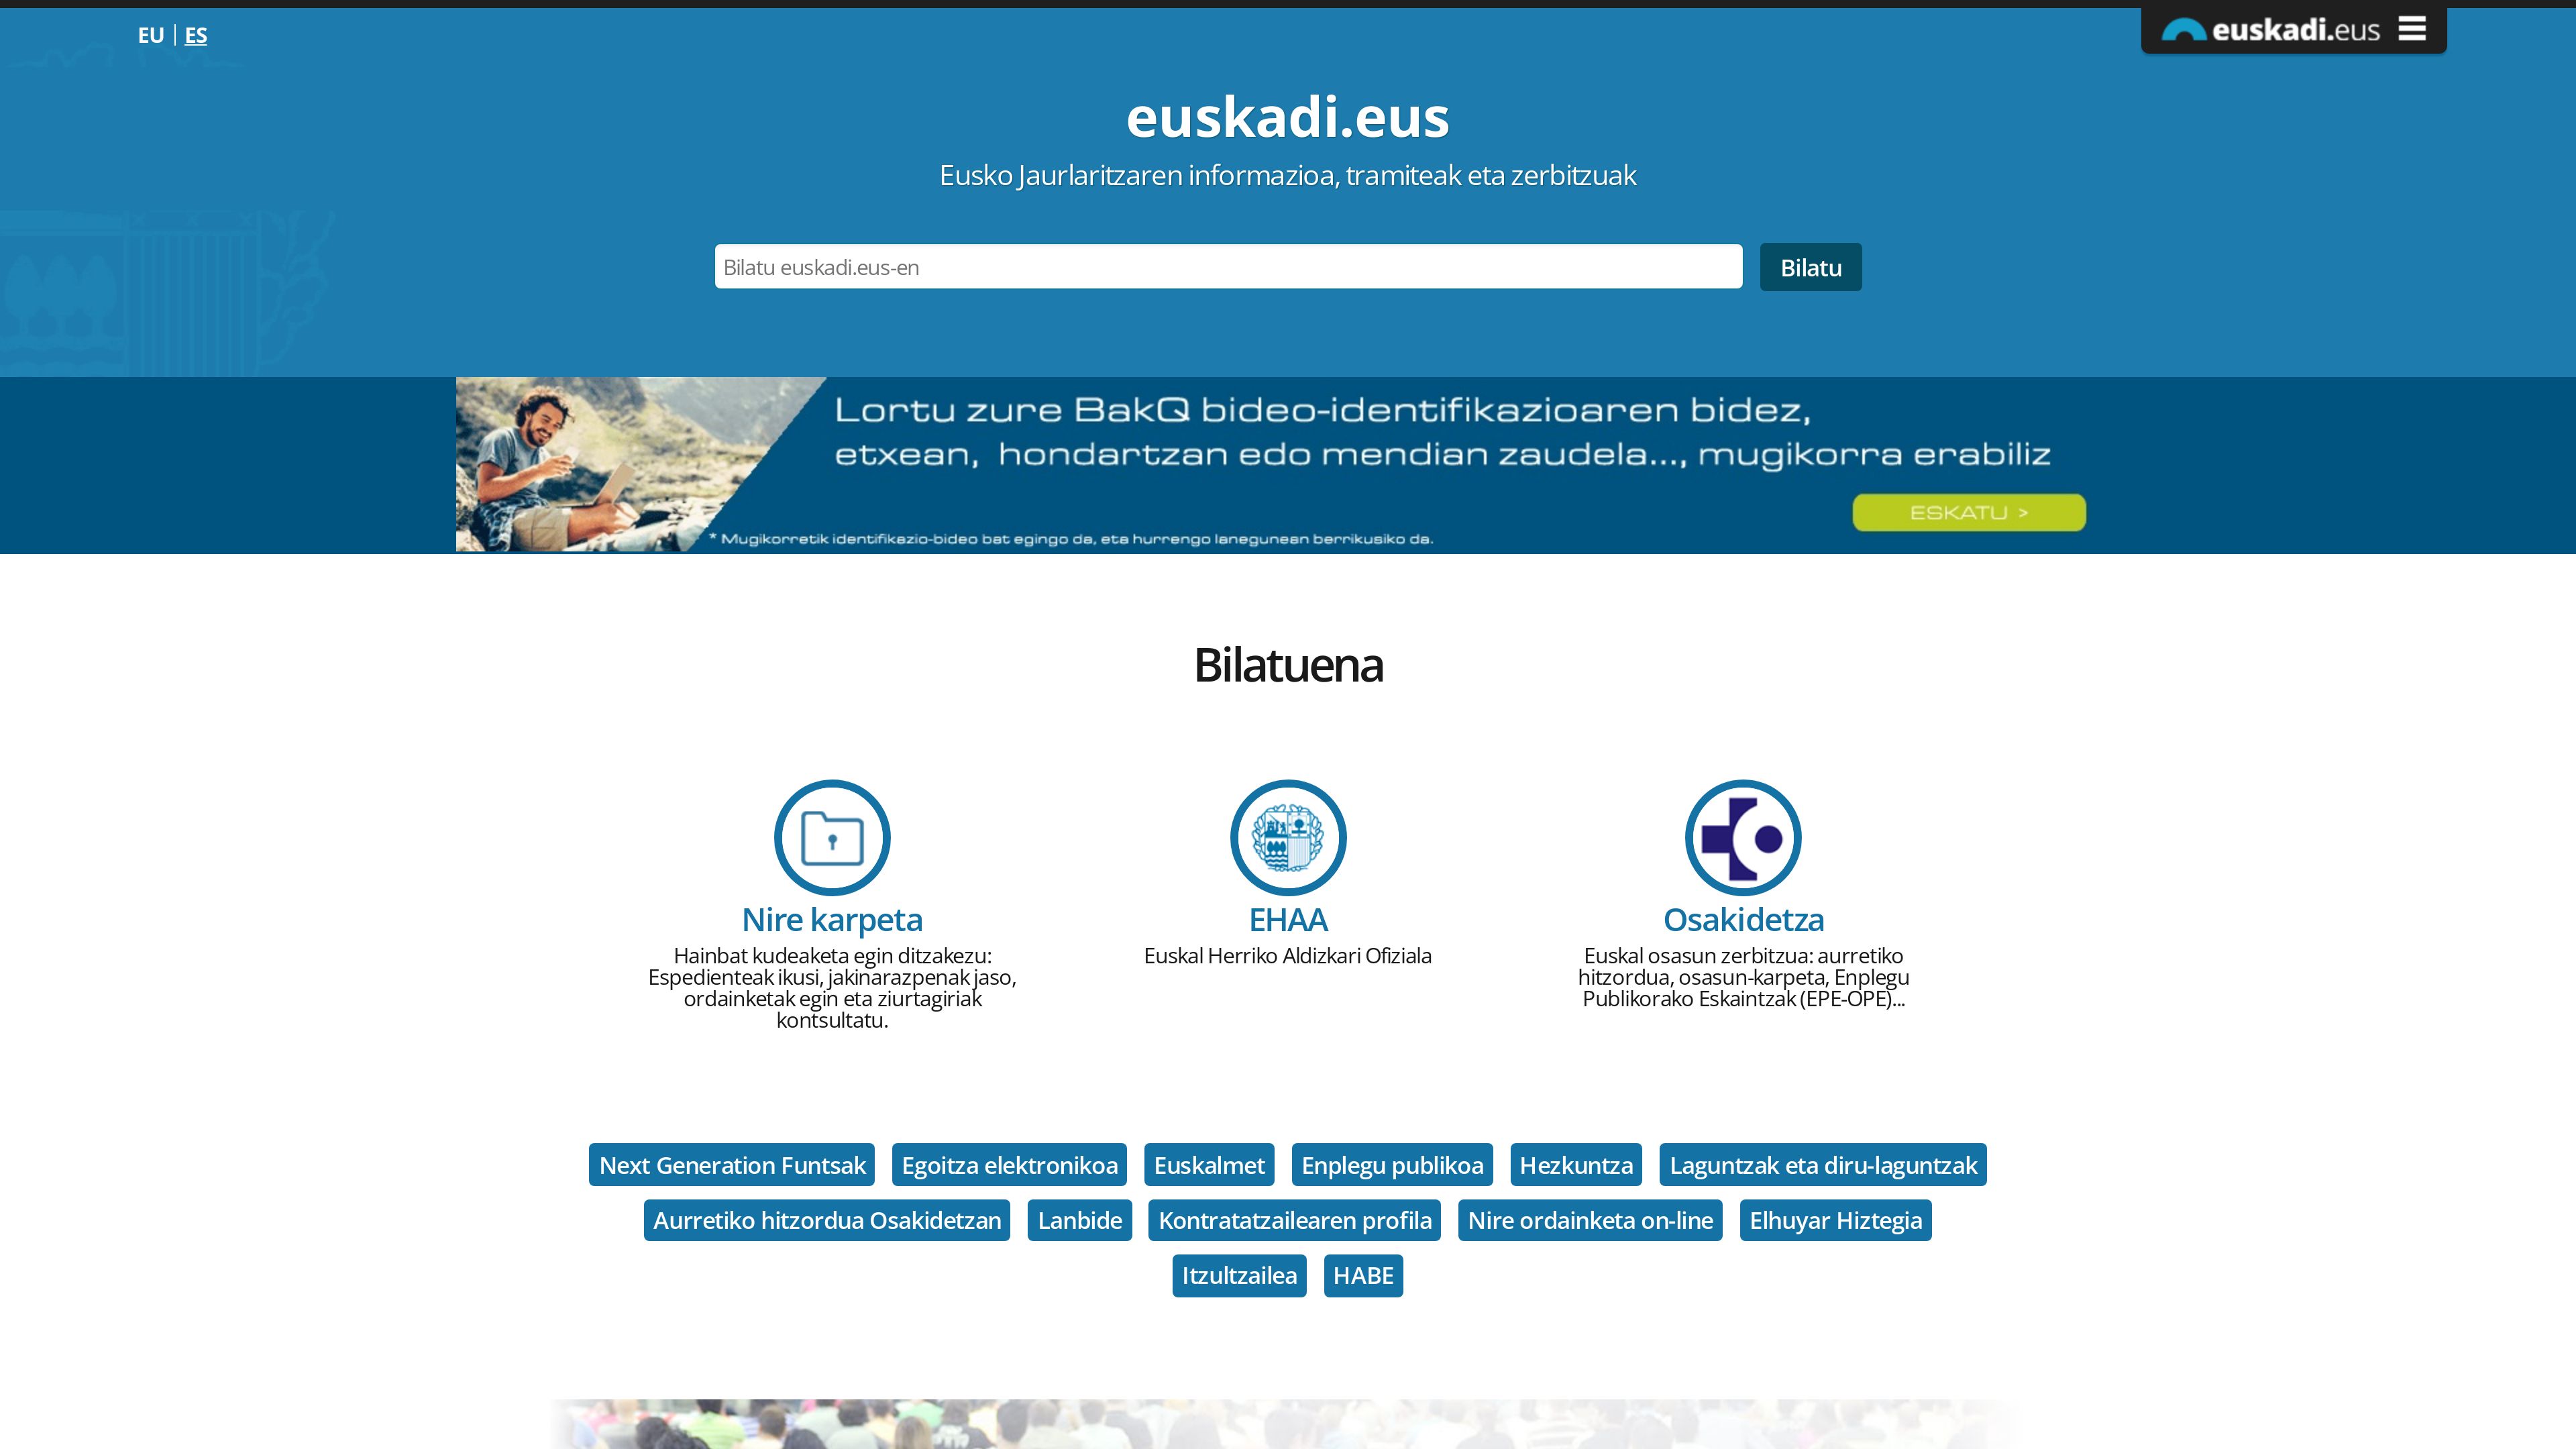 EU | ES
euskadi.eus
euskadi.eus
Eusko Jaurlaritzaren informazioa, tramiteak eta zerbitzuak
Bilatu euskadi.eus-en
Bilatu
Lortu zure BakQ bideo-identifikazioaren bidez,
etxean, hondartzan edo mendian zaudela..., mugikorra erabiliz
ESKATU >
* Mugikorretik identifikazio-bideo bat egingo da, eta hurrengo lanegunean berrikusiko da.
Bilatuena
Nire karpeta
Hainbat kudeaketa egin ditzakezu:
Espedienteak ikusi, jakinarazpenak jaso,
ordainketak egin eta ziurtagiriak
kontsultatu.
EHAA
Euskal Herriko Aldizkari Ofiziala
Osakidetza
Euskal osasun zerbitzua: aurretiko
hitzordua, osasun-karpeta, Enplegu
Publikorako Eskaintzak (EPE-OPE)...
Next Generation Funtsak Egoitza elektronikoa Euskalmet Enplegu publikoa Hezkuntza Laguntzak eta diru-laguntzak
Aurretiko hitzordua Osakidetzan Lanbide Kontratatzailearen profila Nire ordainketa on-line Elhuyar Hiztegia
Itzultzailea HABE